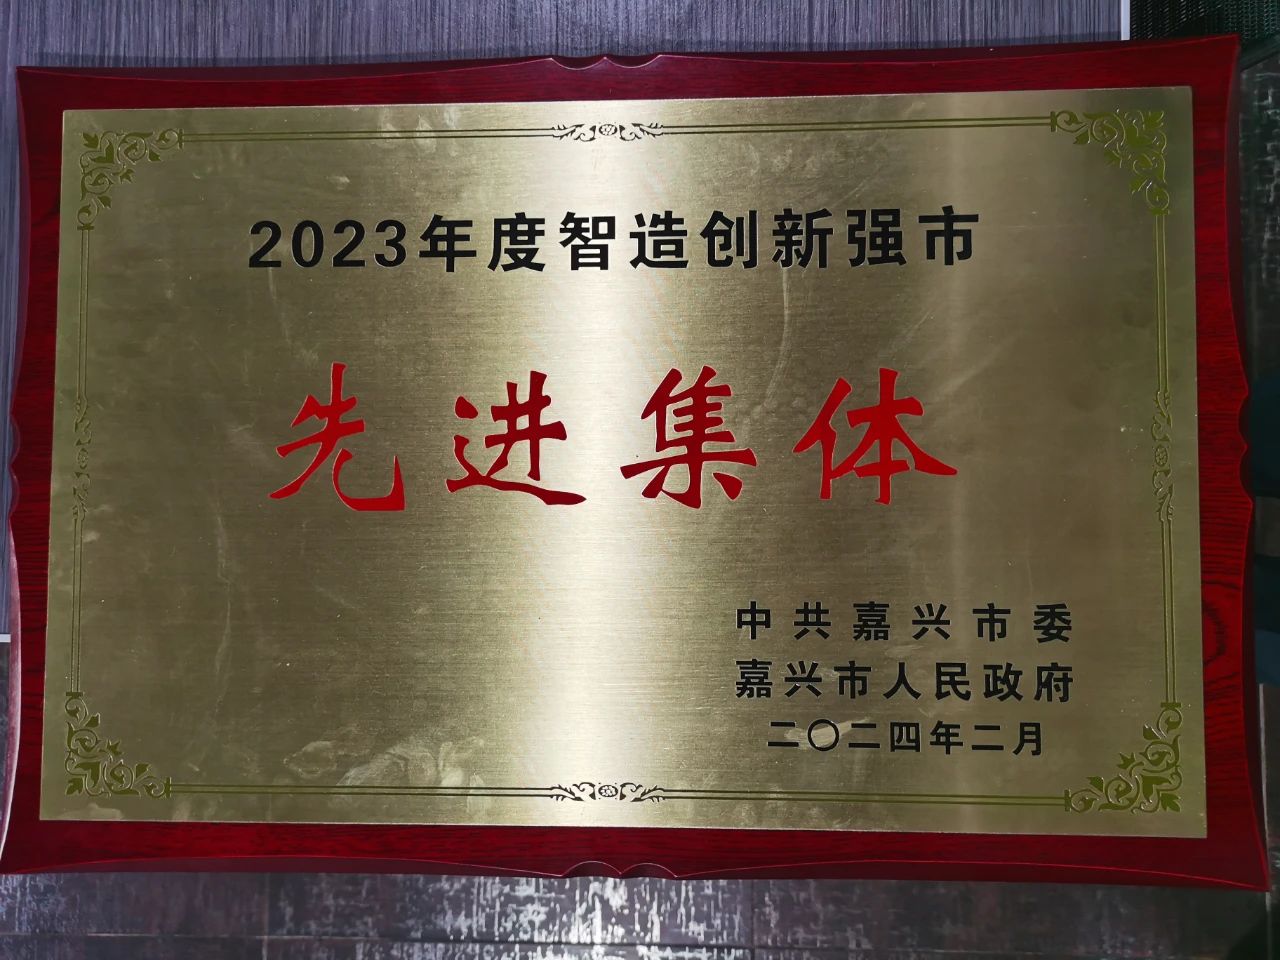 2023年度智造创新强市
先进集体
中共嘉兴市委
嘉兴市人民政府
二〇二四年二月